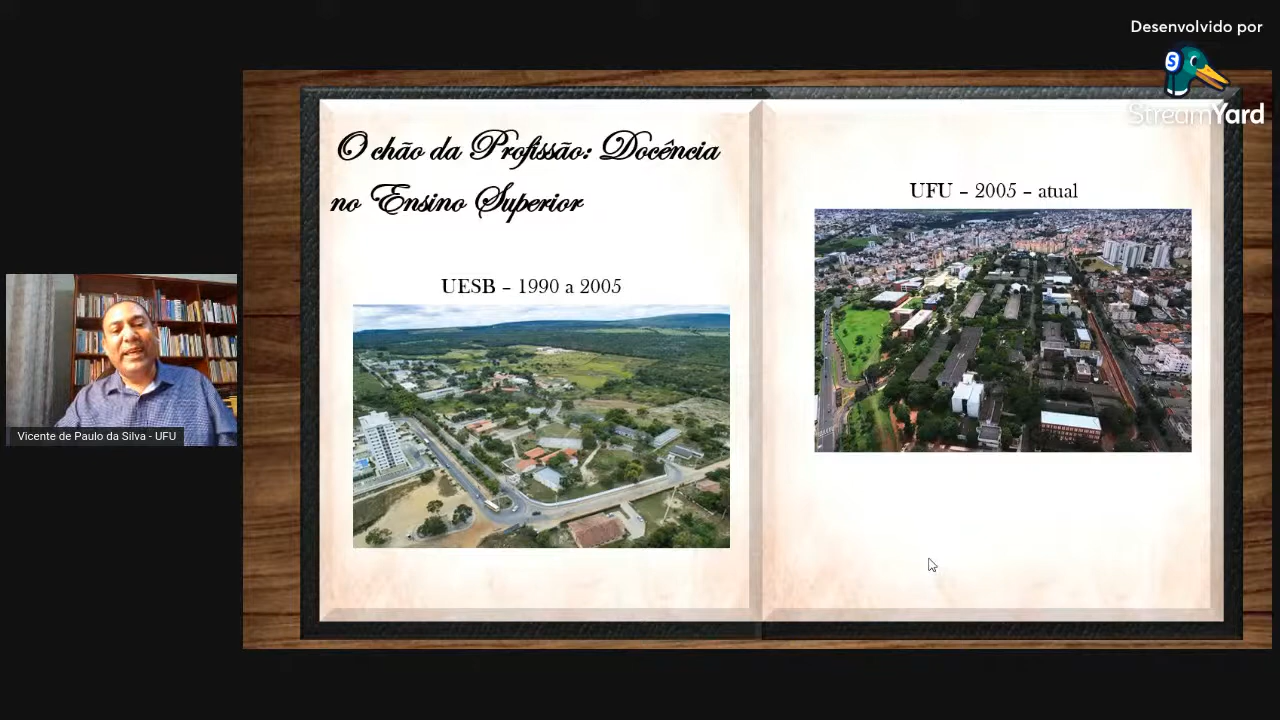 Desenvolvido por
S
StreamYard
O chão da Profissão: Docência
no Ensino Superior
UESB – 1990 a 2005
UFU – 2005 – atual
Vicente de Paulo da Silva - UFU